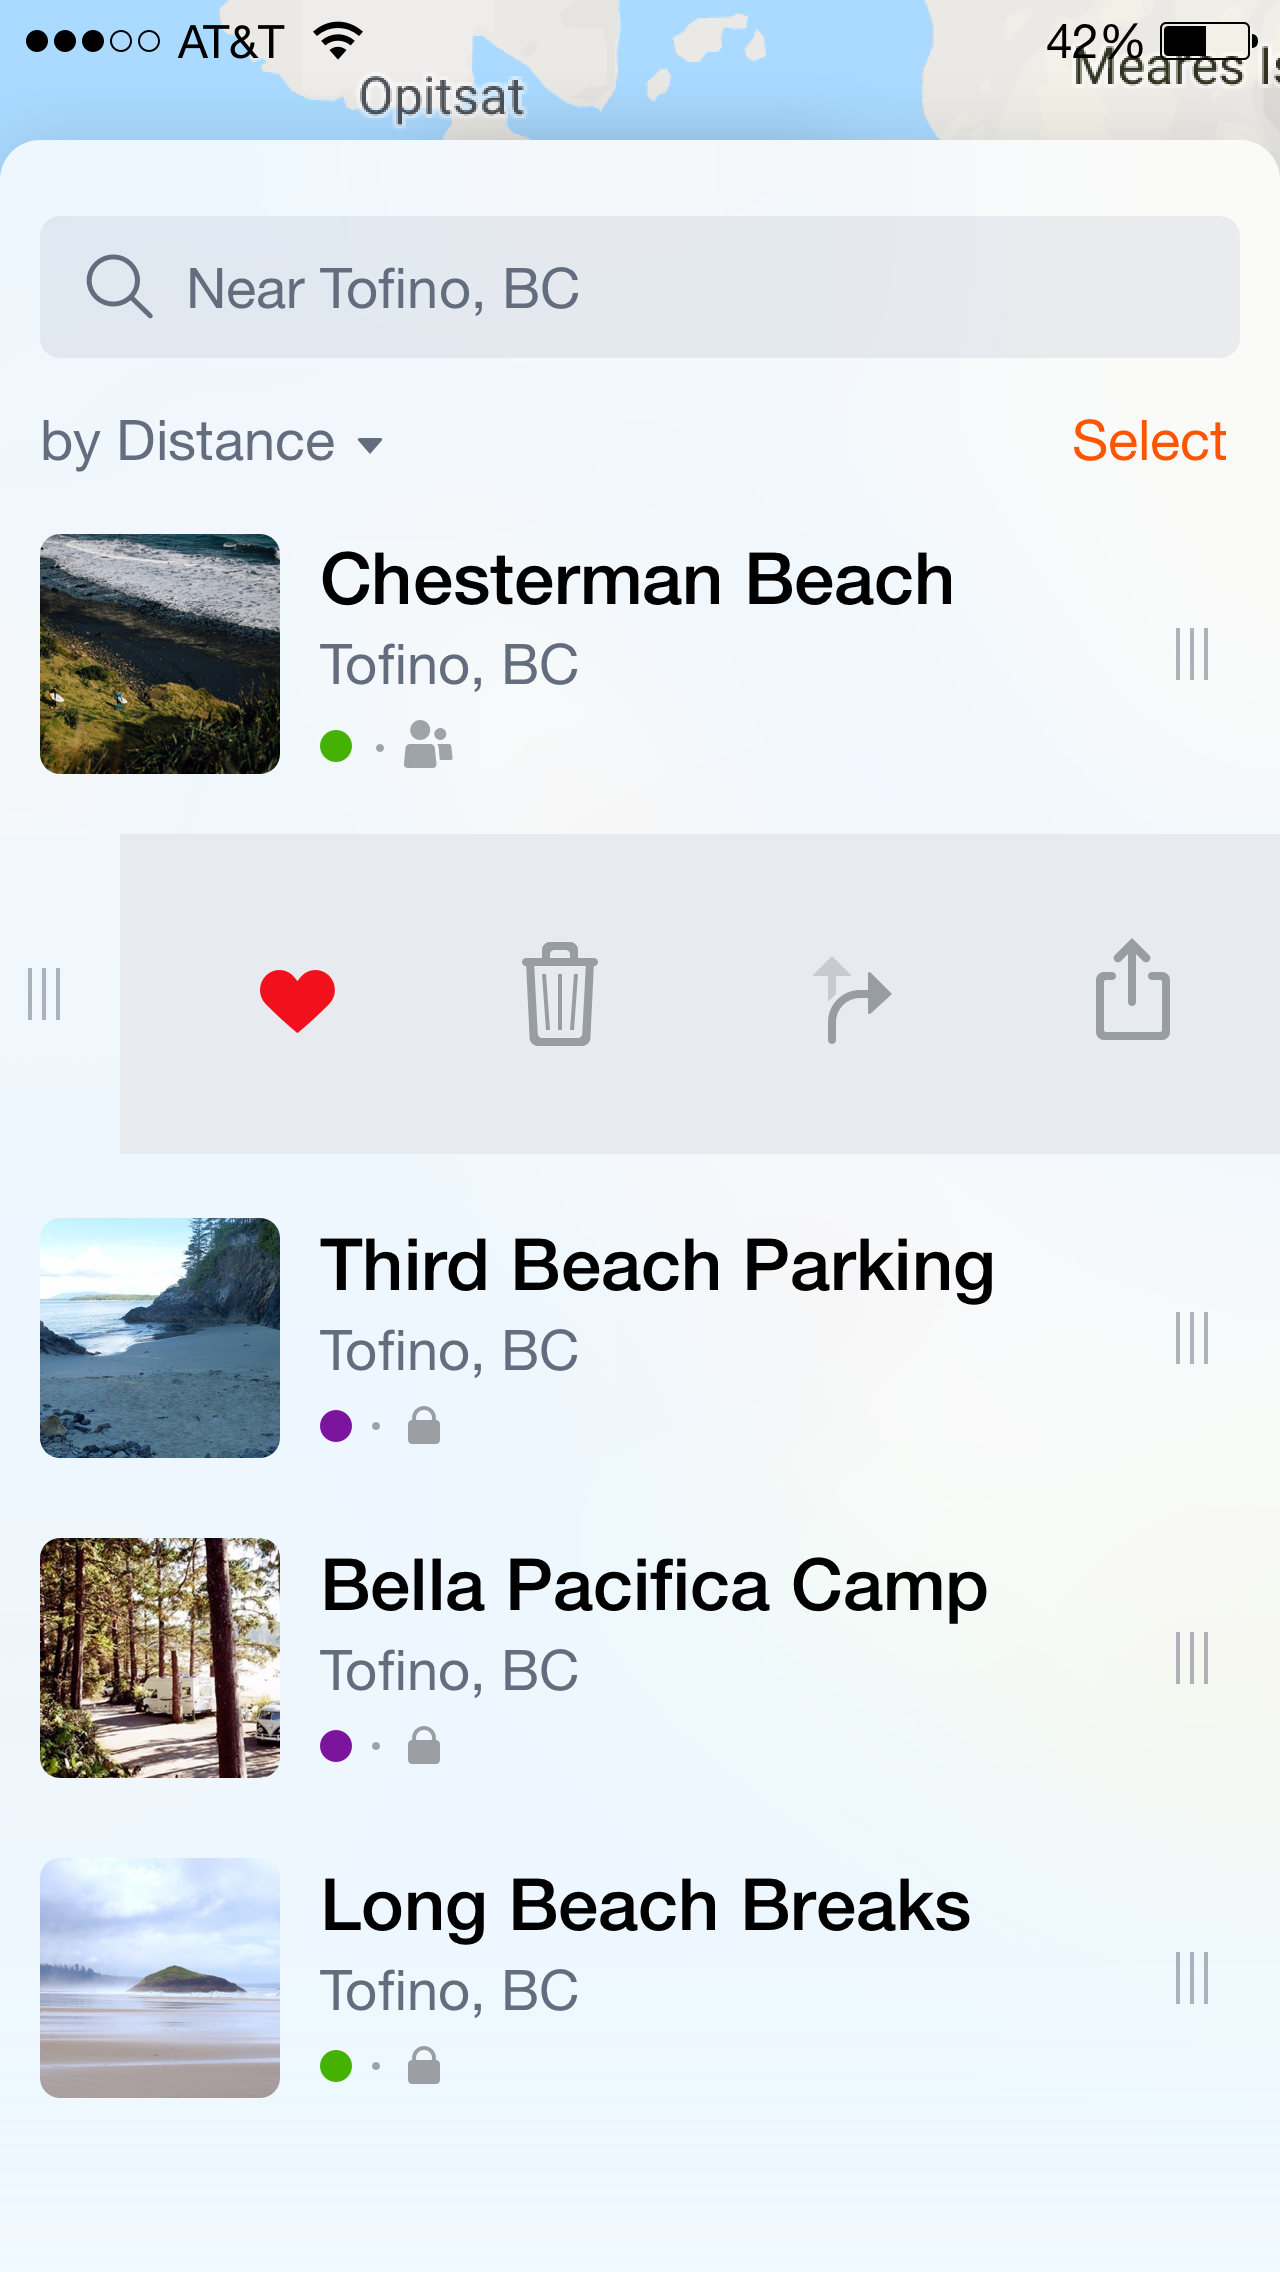 AT&T
42%
Opitsat
Meares Is
Near Tofino, BC
by Distance
Select
Chesterman Beach
Tofino, BC
Third Beach Parking
Tofino, BC
Bella Pacifica Camp
Tofino, BC
Long Beach Breaks
Tofino, BC